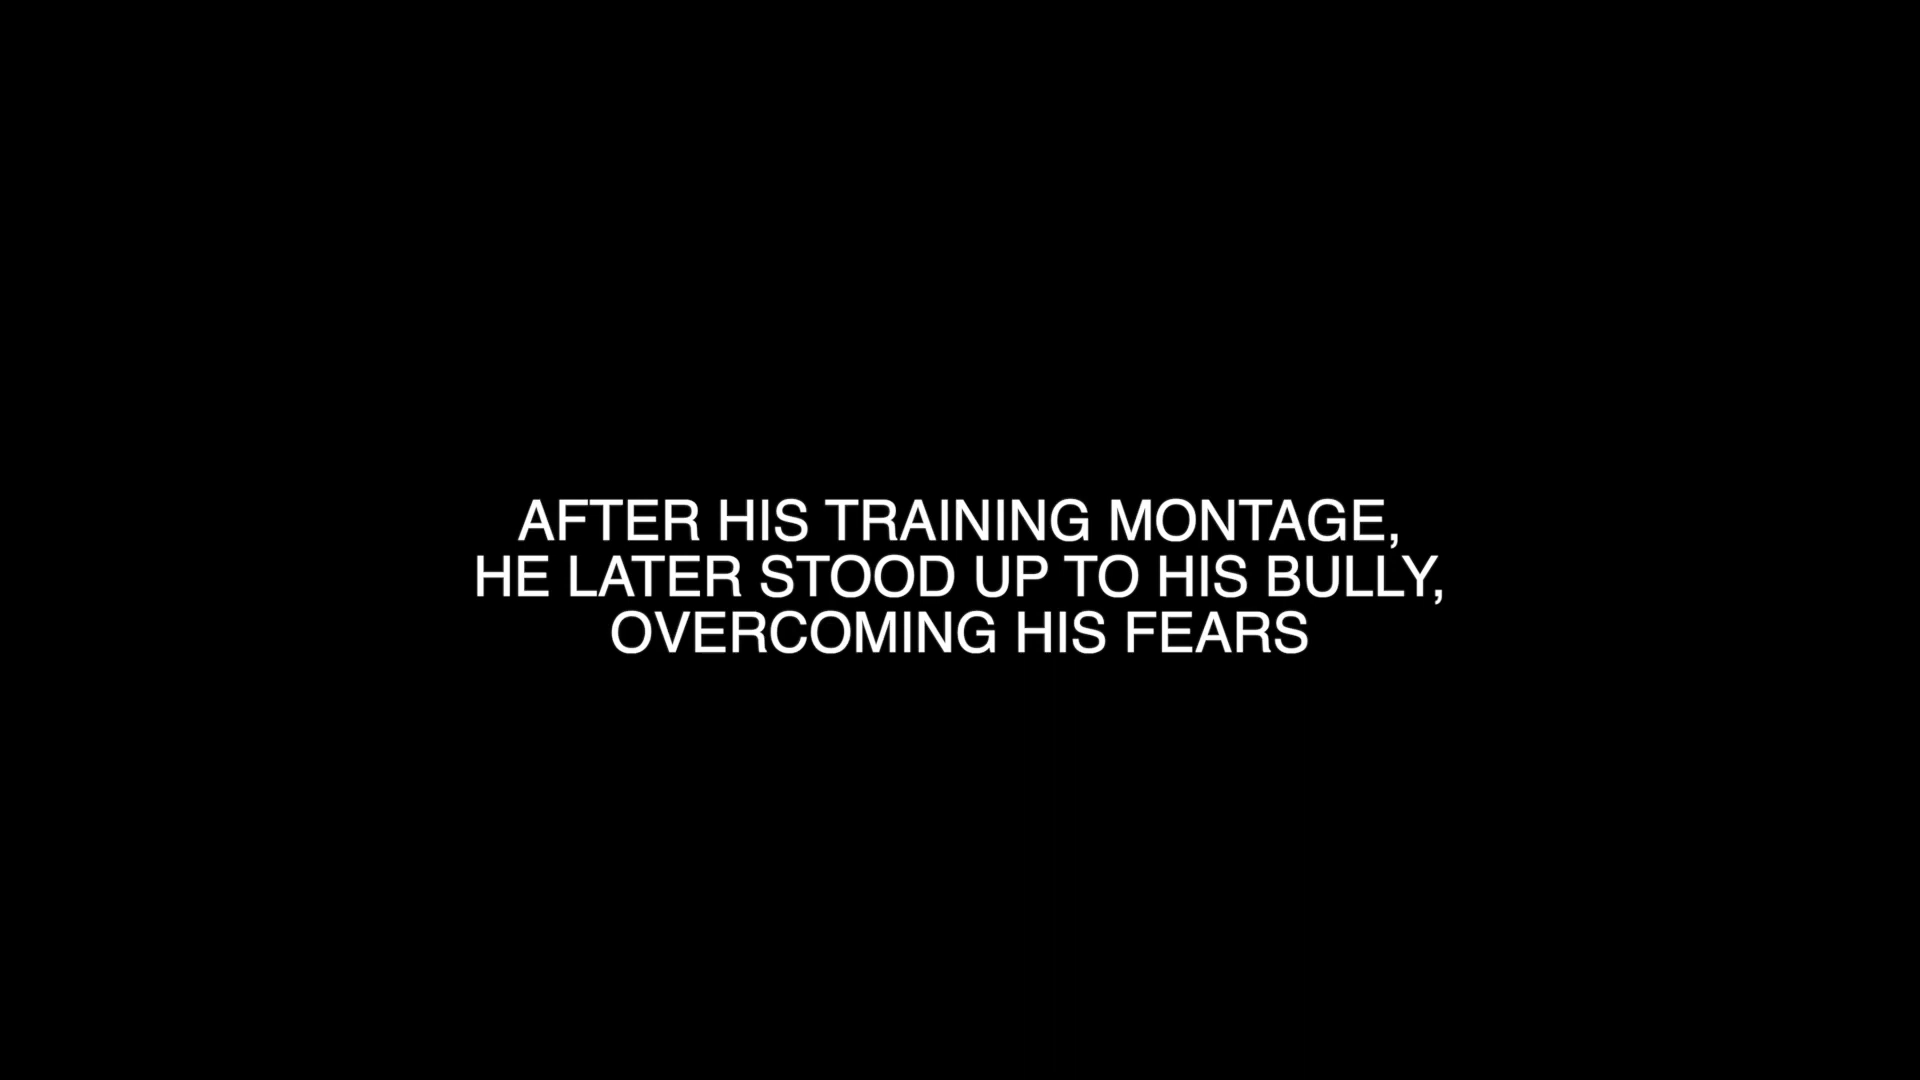 AFTER HIS TRAINING MONTAGE,
HE LATER STOOD UP TO HIS BULLY,
OVERCOMING HIS FEARS